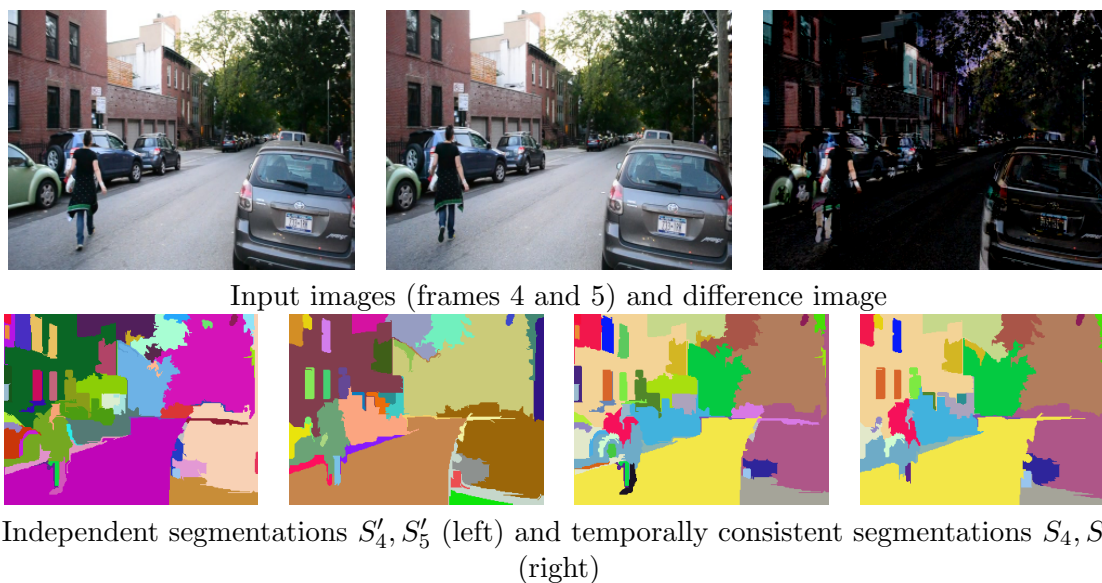 Input images (frames 4 and 5) and difference image
Independent segmentations S′₄, S′₅ (left) and temporally consistent segmentations S₄, S
(right)